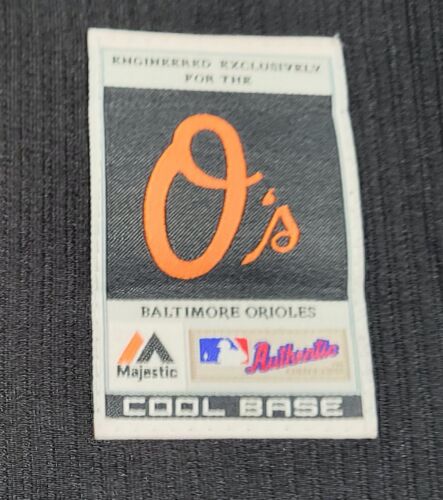 ENGINEERED EXCLUSIVELY
FOR THE
O's
BALTIMORE ORIOLES
Majestic
Authentic
COOL BASE